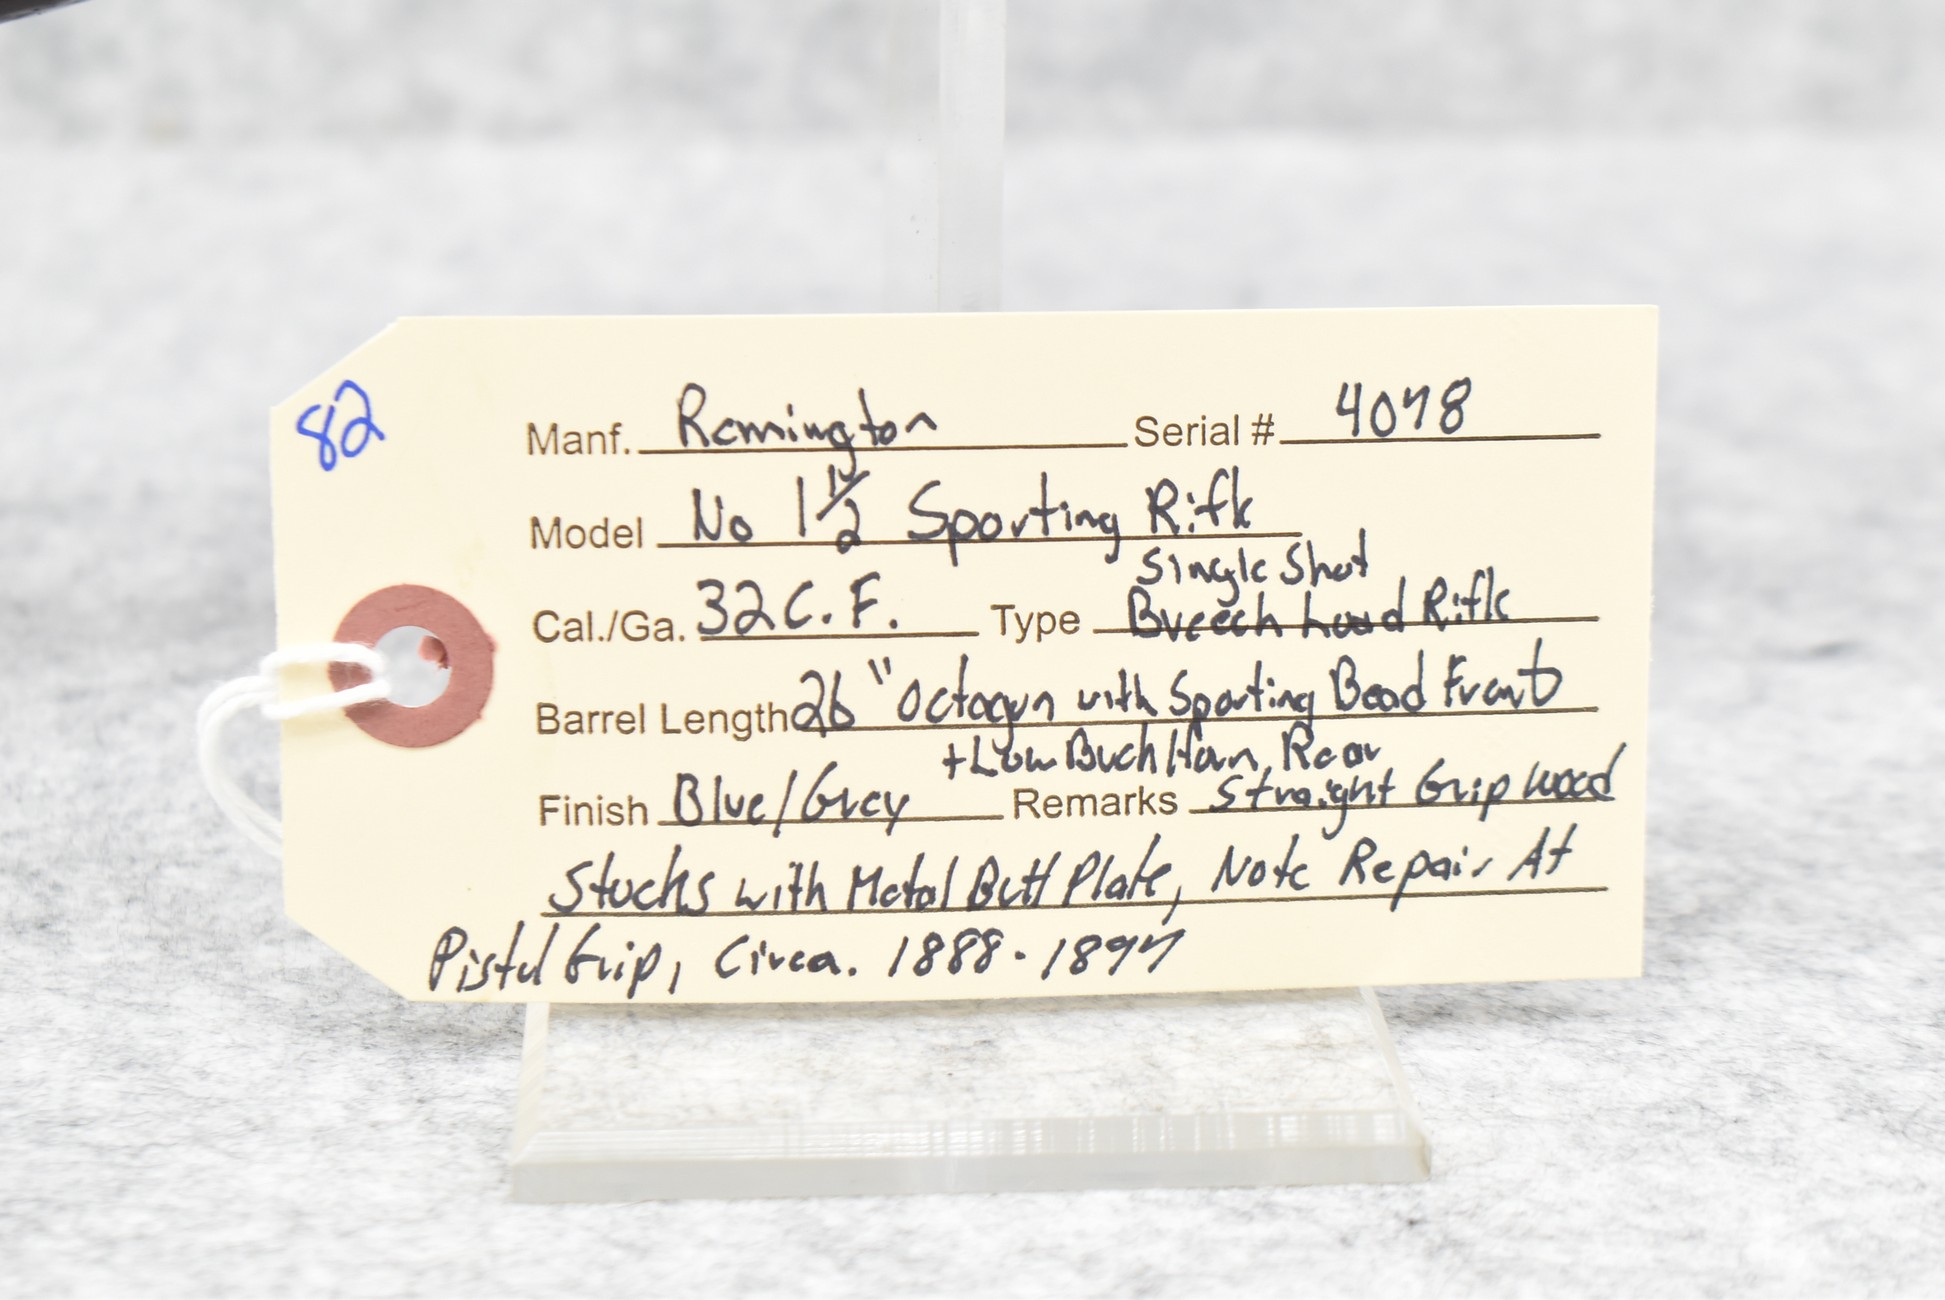 82
Manf. Remington Serial # 4078
Model No 1 1/2 Sporting Rifle
Single Shot
Cal./Ga. 32 C.F. Type Breech Load Rifle
Barrel Length 26" Octagon with Sporting Bead Front
+ Low Buck Horn, Rear
Finish Blue/Grey Remarks Straight Grip Wood
Stocks with Metal Butt Plate, Note Repair At
Pistol Grip, Circa. 1888-1897